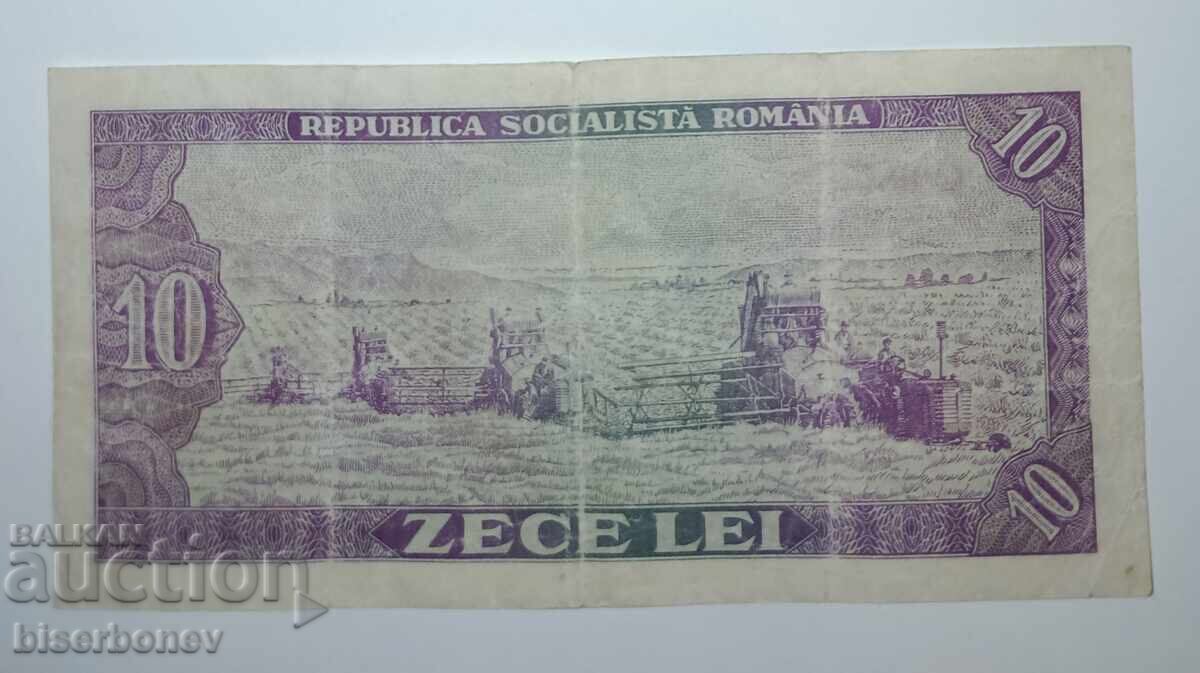 REPUBLICA SOCIALISTĂ ROMÂNIA
10
10
10
ZECE LEI
BALKAN
auction
biserbonev